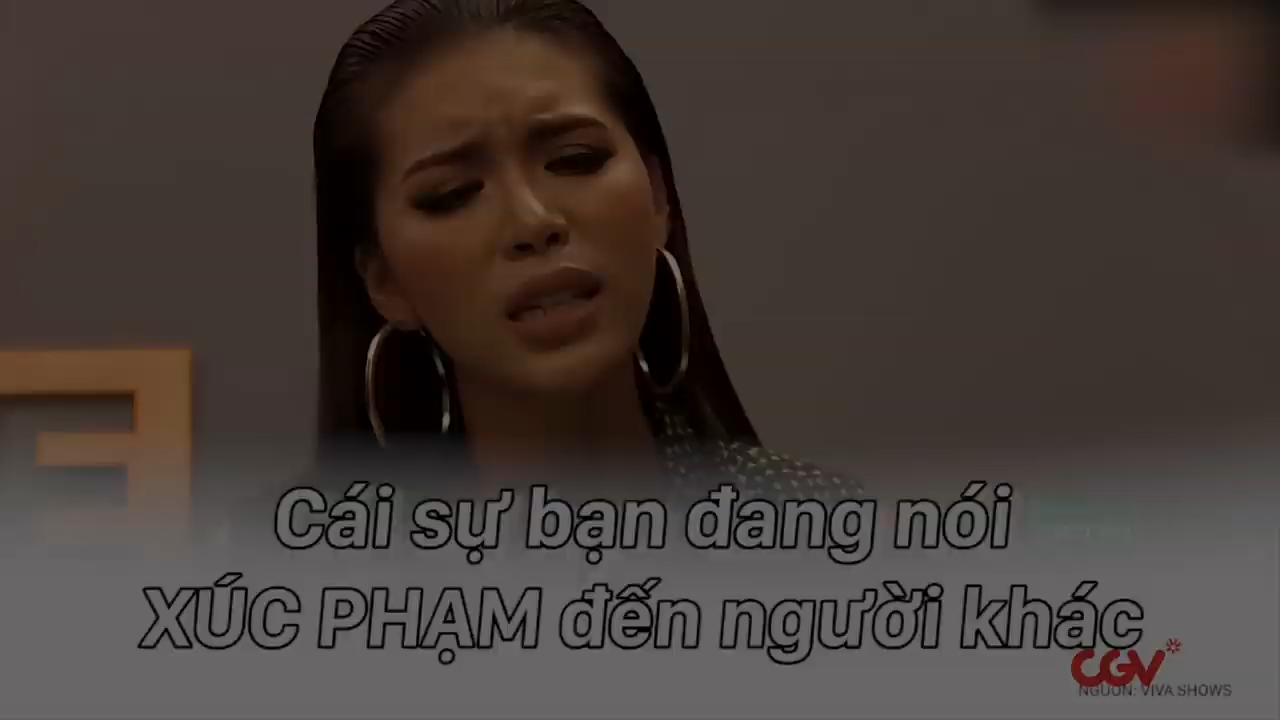 Cái sự bạn đang nói
XÚC PHẠM đến người khác
CGV
NGUỒN: VIVA SHOWS